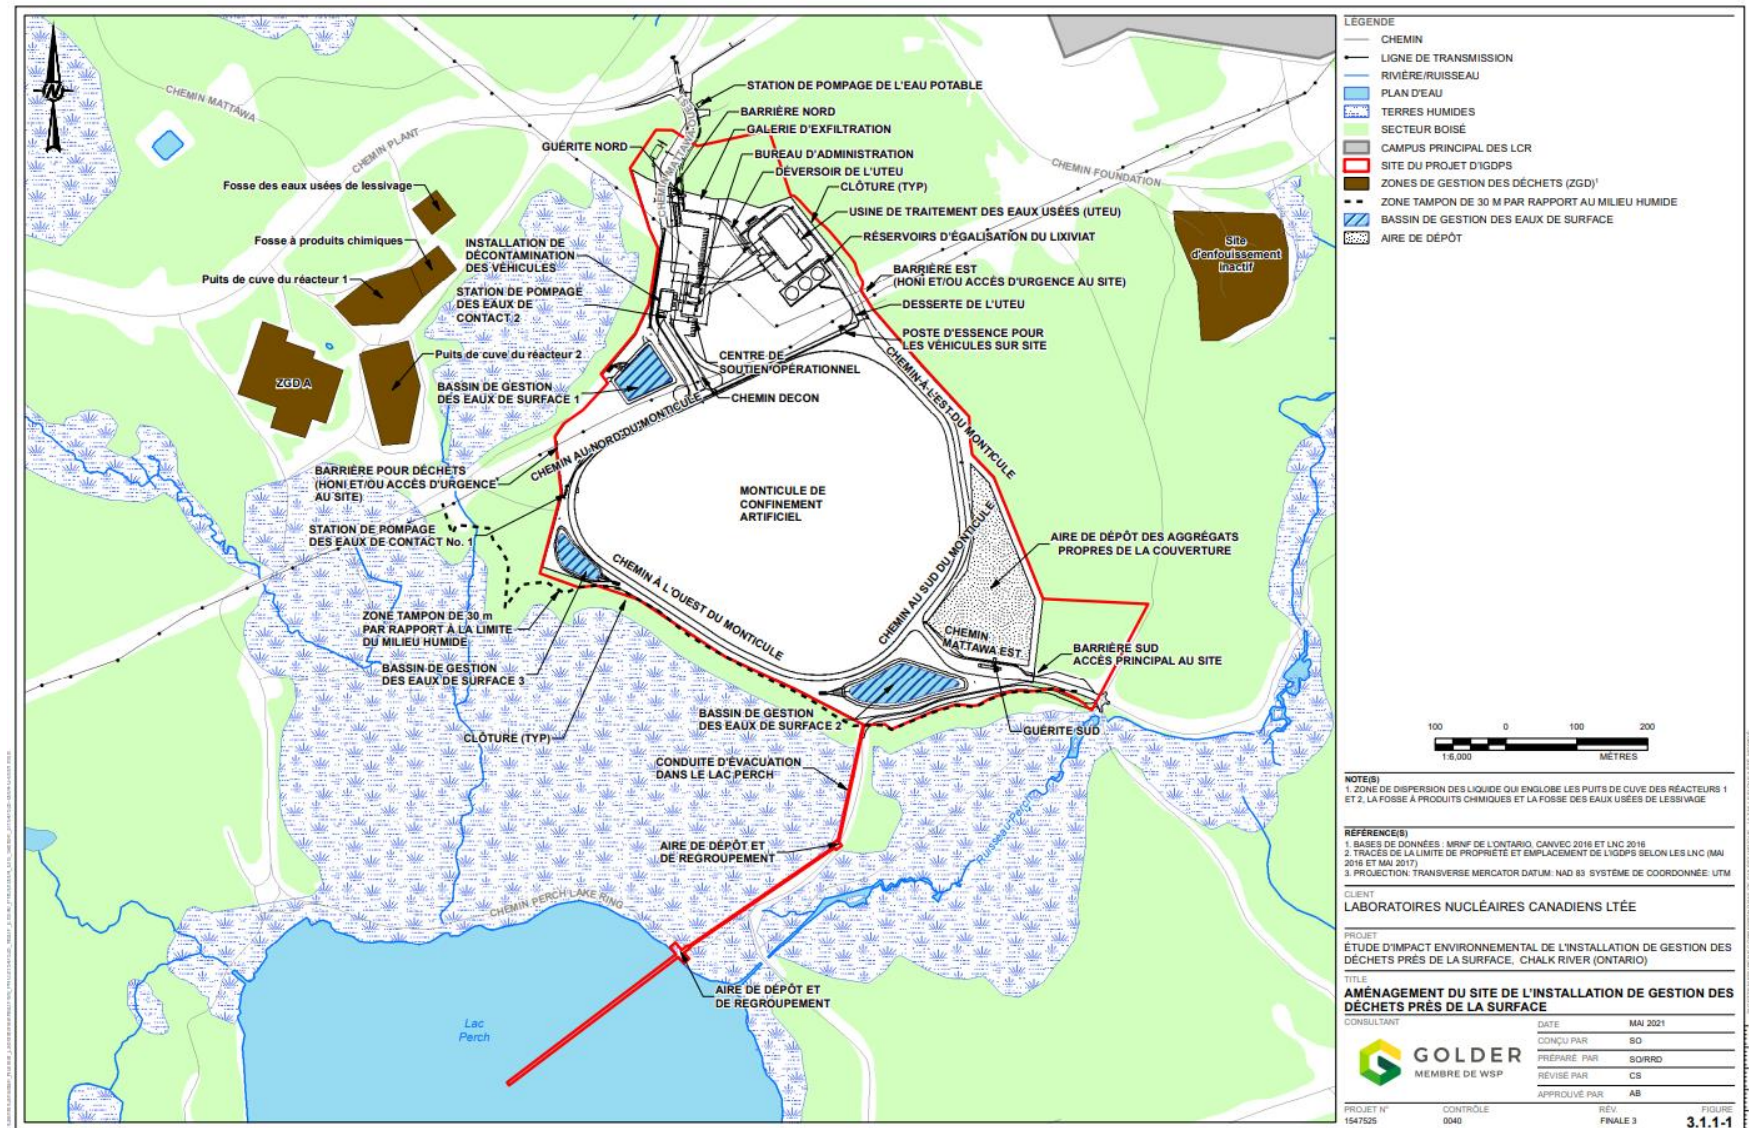 CHEMIN MATTAWA
CHEMIN PLANT
CHEMIN MATTAWA OUEST
CHEMIN FOUNDATION
STATION DE POMPAGE DE L'EAU POTABLE
BARRIÈRE NORD
GALERIE D'EXFILTRATION
GUÉRITE NORD
BUREAU D'ADMINISTRATION
DÉVERSOIR DE L'UTEU
CLÔTURE (TYP)
USINE DE TRAITEMENT DES EAUX USÉES (UTEU)
RÉSERVOIRS D'ÉGALISATION DU LIXIVIAT
BARRIÈRE EST
(HONI ET/OU ACCÈS D'URGENCE AU SITE)
DESSERTE DE L'UTEU
POSTE D'ESSENCE POUR
LES VÉHICULES SUR SITE
Fosse des eaux usées de lessivage
Fosse à produits chimiques
Puits de cuve du réacteur 1
Puits de cuve du réacteur 2
ZGD A
Site
d'enfouissement
inactif
INSTALLATION DE
DÉCONTAMINATION
DES VÉHICULES
STATION DE POMPAGE
DES EAUX DE
CONTACT 2
CENTRE DE
SOUTIEN OPÉRATIONNEL
BASSIN DE GESTION
DES EAUX DE SURFACE 1
CHEMIN DECON
CHEMIN AU NORD DU MONTICULE
CHEMIN À L'EST DU MONTICULE
BARRIÈRE POUR DÉCHETS
(HONI ET/OU ACCÈS D'URGENCE
AU SITE)
MONTICULE DE
CONFINEMENT
ARTIFICIEL
STATION DE POMPAGE
DES EAUX DE CONTACT No. 1
AIRE DE DÉPÔT DES AGGRÉGATS
PROPRES DE LA COUVERTURE
CHEMIN À L'OUEST DU MONTICULE
CHEMIN AU SUD DU MONTICULE
ZONE TAMPON DE 30 m
PAR RAPPORT À LA LIMITE
DU MILIEU HUMIDE
CHEMIN
MATTAWA EST
BARRIÈRE SUD
ACCÈS PRINCIPAL AU SITE
BASSIN DE GESTION
DES EAUX DE SURFACE 3
BASSIN DE GESTION
DES EAUX DE SURFACE 2
CLÔTURE (TYP)
GUÉRITE SUD
CONDUITE D'ÉVACUATION
DANS LE LAC PERCH
Ruisseau Perch
AIRE DE DÉPÔT ET
DE REGROUPEMENT
CHEMIN PERCH LAKE RING
AIRE DE DÉPÔT ET
DE REGROUPEMENT
Lac
Perch
LÉGENDE
CHEMIN
LIGNE DE TRANSMISSION
RIVIÈRE/RUISSEAU
PLAN D'EAU
TERRES HUMIDES
SECTEUR BOISÉ
CAMPUS PRINCIPAL DES LCR
SITE DU PROJET D'IGDPS
ZONES DE GESTION DES DÉCHETS (ZGD)¹
ZONE TAMPON DE 30 M PAR RAPPORT AU MILIEU HUMIDE
BASSIN DE GESTION DES EAUX DE SURFACE
AIRE DE DÉPÔT
100 0 100 200
1:6,000 MÈTRES
NOTE(S)
1. ZONE DE DISPERSION DES LIQUIDE QUI ENGLOBE LES PUITS DE CUVE DES RÉACTEURS 1
ET 2, LA FOSSE À PRODUITS CHIMIQUES ET LA FOSSE DES EAUX USÉES DE LESSIVAGE
RÉFÉRENCE(S)
1. BASES DE DONNÉES : MRNF DE L'ONTARIO, CANVEC 2016 ET LNC 2016
2. TRACÉS DE LA LIMITE DE PROPRIÉTÉ ET EMPLACEMENT DE L'IGDPS SELON LES LNC (MAI
2016 ET MAI 2017)
3. PROJECTION: TRANSVERSE MERCATOR DATUM: NAD 83 SYSTÈME DE COORDONNÉE: UTM
CLIENT
LABORATOIRES NUCLÉAIRES CANADIENS LTÉE
PROJET
ÉTUDE D'IMPACT ENVIRONNEMENTAL DE L'INSTALLATION DE GESTION DES
DÉCHETS PRÈS DE LA SURFACE, CHALK RIVER (ONTARIO)
TITLE
AMÉNAGEMENT DU SITE DE L'INSTALLATION DE GESTION DES
DÉCHETS PRÈS DE LA SURFACE
CONSULTANT
GOLDER
MEMBRE DE WSP
DATE MAI 2021
CONÇU PAR SO
PRÉPARÉ PAR SO/RRD
RÉVISÉ PAR CS
APPROUVÉ PAR AB
PROJET N° CONTRÔLE RÉV. FIGURE
1547525 0040 FINALE 3 3.1.1-1
N